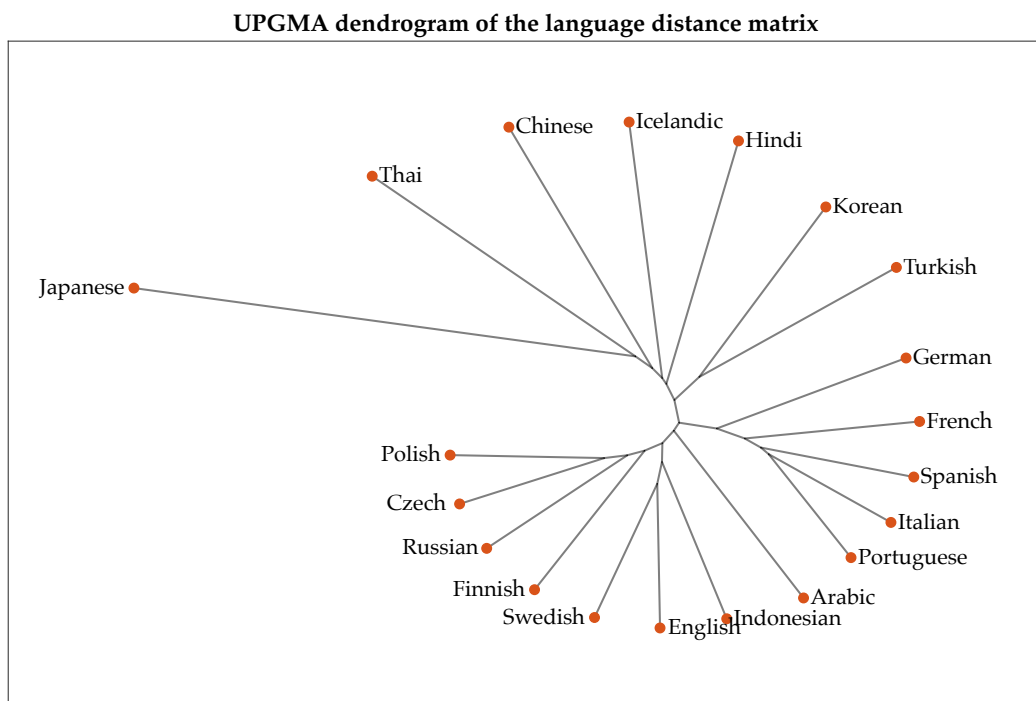 UPGMA dendrogram of the language distance matrix
Chinese
Icelandic
Hindi
Thai
Korean
Turkish
Japanese
German
French
Polish
Spanish
Czech
Italian
Russian
Portuguese
Finnish
Arabic
Swedish
English
Indonesian